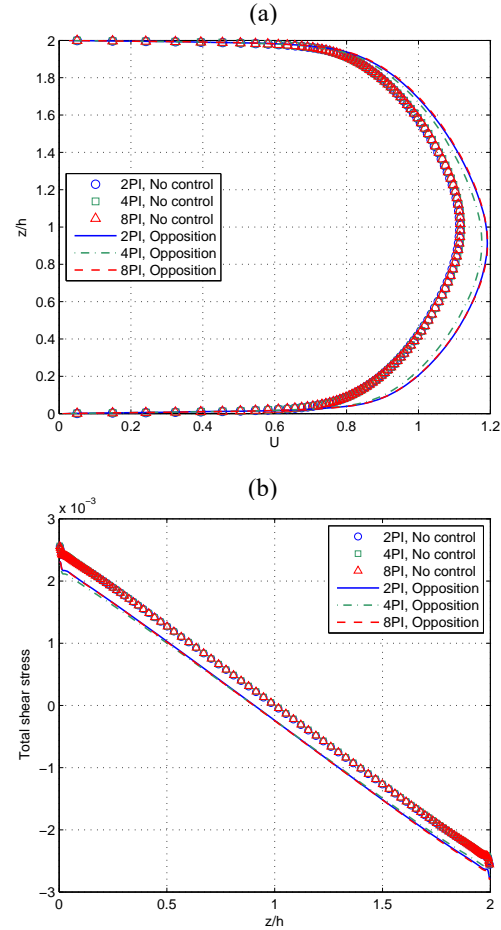 (a)
2
1.8
1.6
1.4
1.2
1
0.8
0.6
0.4
0.2
0
z/h
2PI, No control
4PI, No control
8PI, No control
2PI, Opposition
4PI, Opposition
8PI, Opposition
0 0.2 0.4 0.6 0.8 1 1.2
U
(b)
x 10⁻³
3
2
1
0
−1
−2
−3
Total shear stress
2PI, No control
4PI, No control
8PI, No control
2PI, Opposition
4PI, Opposition
8PI, Opposition
0 0.5 1 1.5 2
z/h